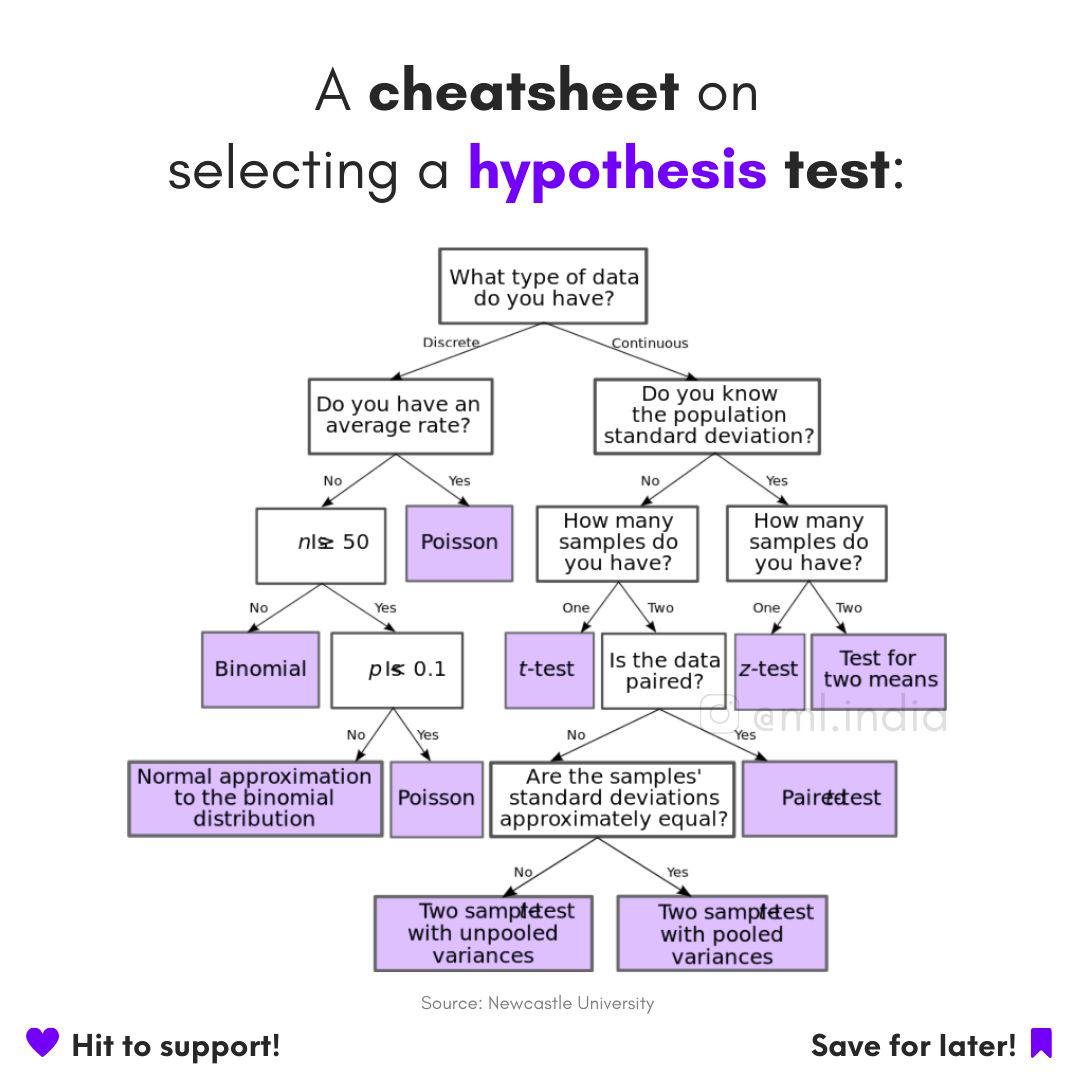 A cheatsheet on
selecting a hypothesis test:
What type of data
do you have?
Discrete
Continuous
Do you have an
average rate?
Do you know
the population
standard deviation?
No
Yes
No
Yes
n Is ≥ 50
Poisson
How many
samples do
you have?
How many
samples do
you have?
No
Yes
One
Two
One
Two
Binomial
p Is < 0.1
t-test
Is the data
paired?
z-test
Test for
two means
@ml.india
No
Yes
No
Yes
Normal approximation
to the binomial
distribution
Poisson
Are the samples'
standard deviations
approximately equal?
Paired t-test
No
Yes
Two sample t-test
with unpooled
variances
Two sample t-test
with pooled
variances
Source: Newcastle University
Hit to support!
Save for later!